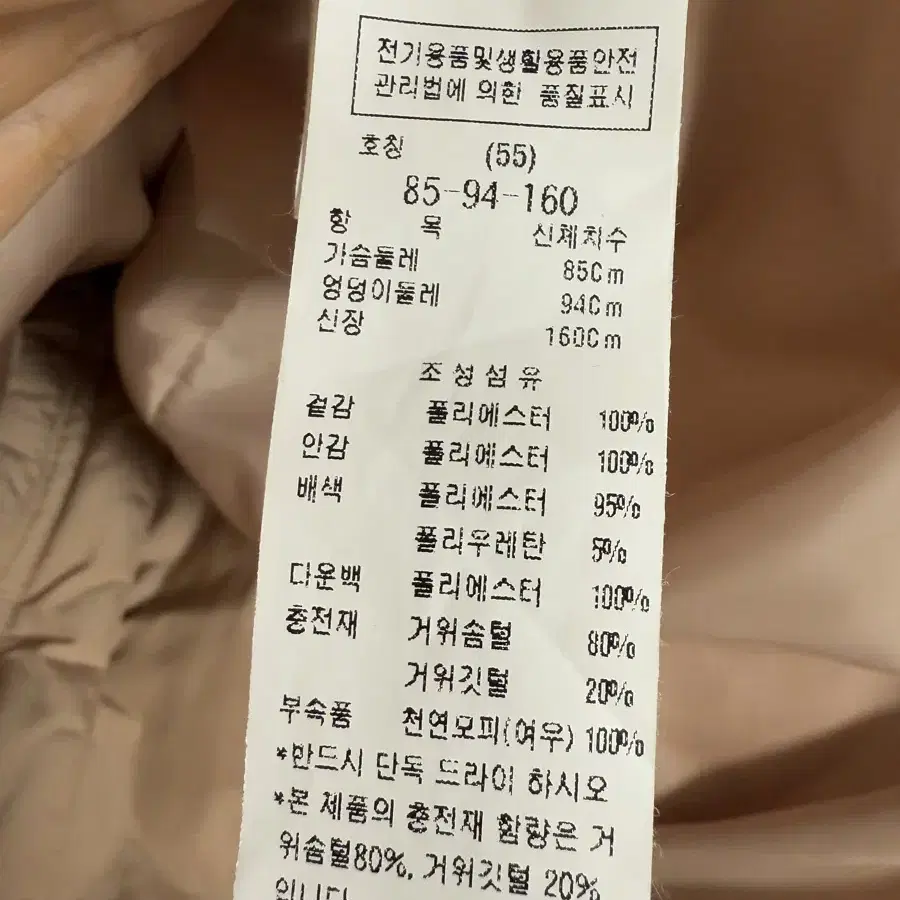 전기용품및생활용품안전
관리법에 의한 품질표시
호칭 (55)
85-94-160
항 목 신체치수
가슴둘레 85Cm
엉덩이둘레 94Cm
신장 160Cm
조성섬유
겉감 폴리에스터 100%
안감 폴리에스터 100%
배색 폴리에스터 95%
폴리우레탄 5%
다운백 폴리에스터 100%
충전재 거위솜털 80%
거위깃털 20%
부속품 천연모피(여우) 100%
*반드시 단독 드라이 하시오
*본 제품의 충전재 함량은 거
위솜털80%, 거위깃털 20%
입니다